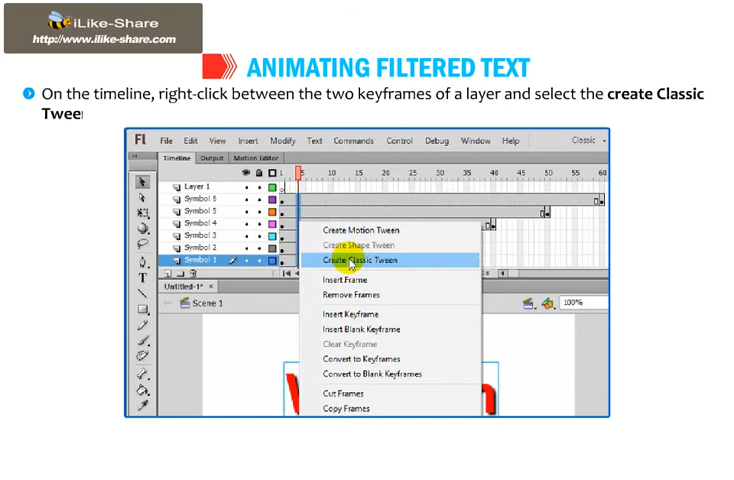 iLike-Share
http://www.ilike-share.com
ANIMATING FILTERED TEXT
On the timeline, right-click between the two keyframes of a layer and select the create Classic
Twee
Fl File Edit View Insert Modify Text Commands Control Debug Window Help Classic
Timeline Output Motion Editor
1 5 10 15 20 25 30 35 40 45 50 55 60
Layer 1
Symbol 6
Symbol 5
Symbol 4
Symbol 3
Symbol 2
Symbol 1
Create Motion Tween
Create Shape Tween
Create Classic Tween
Insert Frame
Remove Frames
Insert Keyframe
Insert Blank Keyframe
Clear Keyframe
Convert to Keyframes
Convert to Blank Keyframes
Cut Frames
Copy Frames
Untitled-1*
Scene 1
100%